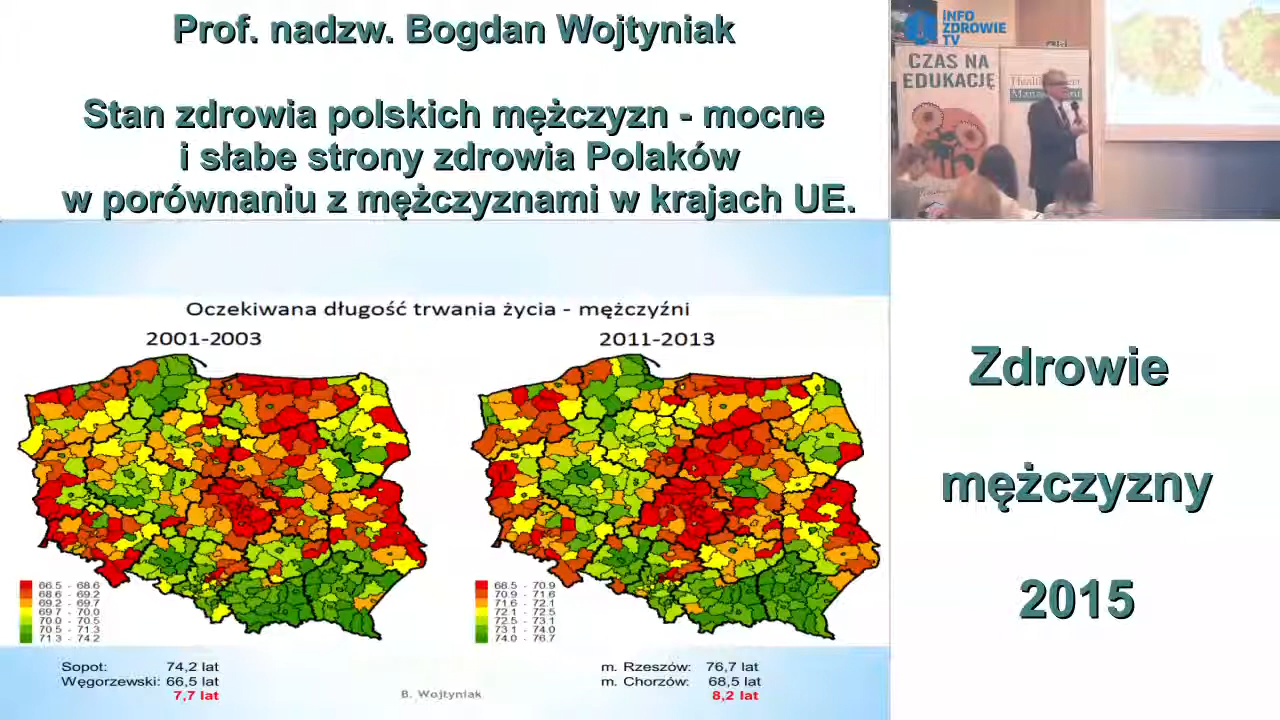 Prof. nadzw. Bogdan Wojtyniak
Stan zdrowia polskich mężczyzn - mocne
i słabe strony zdrowia Polaków
w porównaniu z mężczyznami w krajach UE.
INFO
ZDROWIE
TV
CZAS NA
EDUKACJĘ
Oczekiwana długość trwania życia - mężczyźni
2001-2003
2011-2013
66.5 - 68.6
68.6 - 69.2
69.2 - 69.7
69.7 - 70.0
70.0 - 70.5
70.5 - 71.3
71.3 - 74.2
68.5 - 70.9
70.9 - 71.6
71.6 - 72.1
72.1 - 72.5
72.5 - 73.1
73.1 - 74.0
74.0 - 76.7
Sopot: 74,2 lat
Węgorzewski: 66,5 lat
7,7 lat
m. Rzeszów: 76,7 lat
m. Chorzów: 68,5 lat
8,2 lat
B. Wojtyniak
Zdrowie
mężczyzny
2015